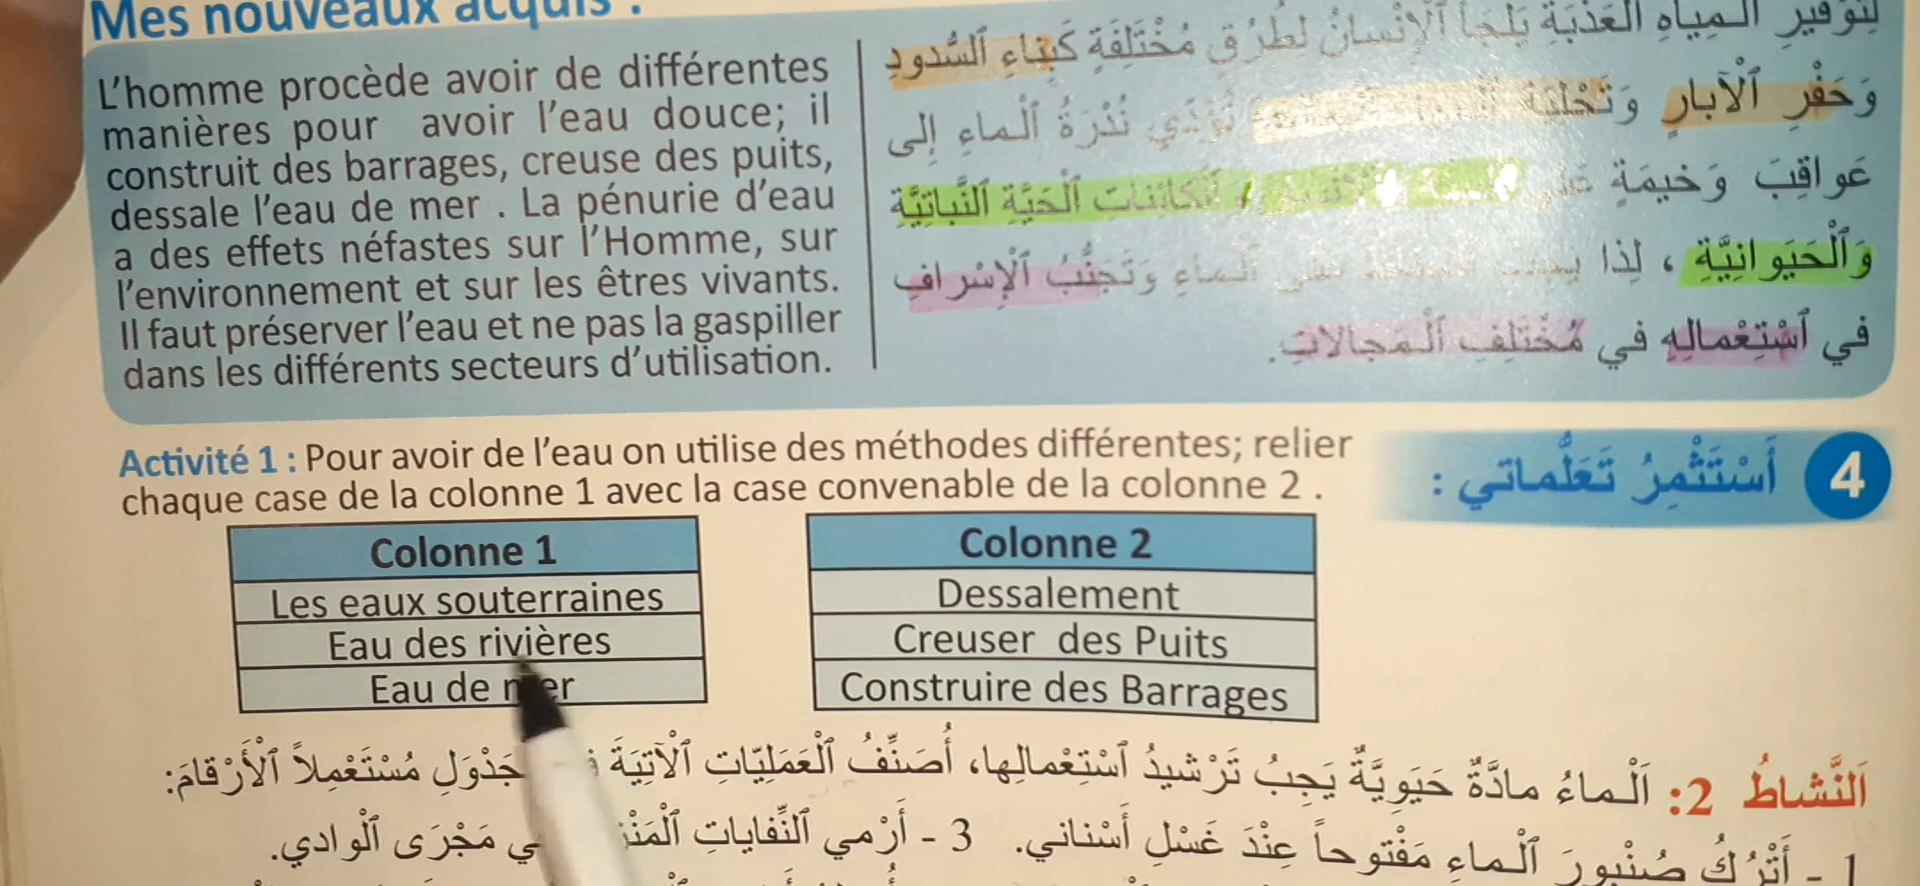 Mes nouveaux acquis :
L'homme procède avoir de différentes
manières pour avoir l'eau douce; il
construit des barrages, creuse des puits,
dessale l'eau de mer . La pénurie d'eau
a des effets néfastes sur l'Homme, sur
l'environnement et sur les êtres vivants.
Il faut préserver l'eau et ne pas la gaspiller
dans les différents secteurs d'utilisation.
لِتَوْفيرِ الْمِياهِ الْعَذْبَةِ يَلْجَأُ الْإِنْسانُ لِطُرُقٍ مُخْتَلِفَةٍ كَبِناءِ السُّدودِ
وَحَفْرِ الْآبارِ وَتَحْلِيَةِ تُؤَدّي نُدْرَةُ الْماءِ إِلى
عَواقِبَ وَخيمَةٍ عَلى الْكائِناتِ الْحَيَّةِ النَّباتِيَّةِ
وَالْحَيَوانِيَّةِ ، لِذا الْماءِ وَتَجَنُّبُ الْإِسْرافِ
في اسْتِعْمالِهِ في مُخْتَلِفِ الْمَجالاتِ.
4 أَسْتَثْمِرُ تَعَلُّماتي :
Activité 1 : Pour avoir de l'eau on utilise des méthodes différentes; relier
chaque case de la colonne 1 avec la case convenable de la colonne 2 .
Colonne 1
Les eaux souterraines
Eau des rivières
Eau de mer
Colonne 2
Dessalement
Creuser des Puits
Construire des Barrages
اَلنَّشاطُ 2: اَلْماءُ مادَّةٌ حَيَوِيَّةٌ يَجِبُ تَرْشيدُ اسْتِعْمالِها، أُصَنِّفُ الْعَمَلِيّاتِ الْآتِيَةَ جَدْوَلٍ مُسْتَعْمِلاً الْأَرْقامَ:
1 - أَتْرُكُ صُنْبورَ الْماءِ مَفْتوحاً عِنْدَ غَسْلِ أَسْناني. 3 - أَرْمي النُّفاياتِ مَجْرَى الْوادي.